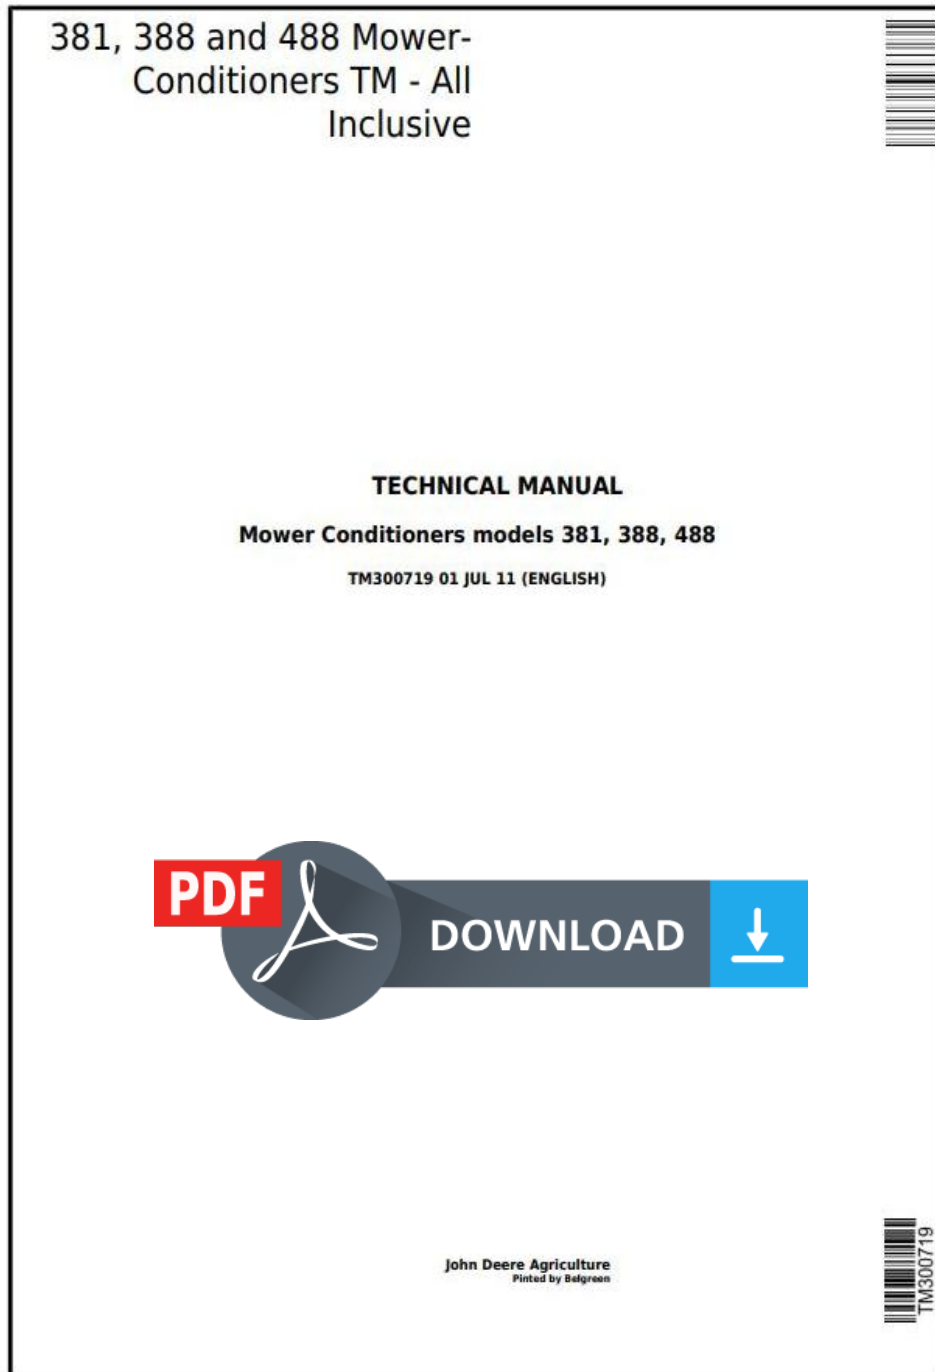 381, 388 and 488 Mower-
Conditioners TM - All
Inclusive
TECHNICAL MANUAL
Mower Conditioners models 381, 388, 488
TM300719 01 JUL 11 (ENGLISH)
PDF
DOWNLOAD
John Deere Agriculture
Pinted by Belgreen
TM300719